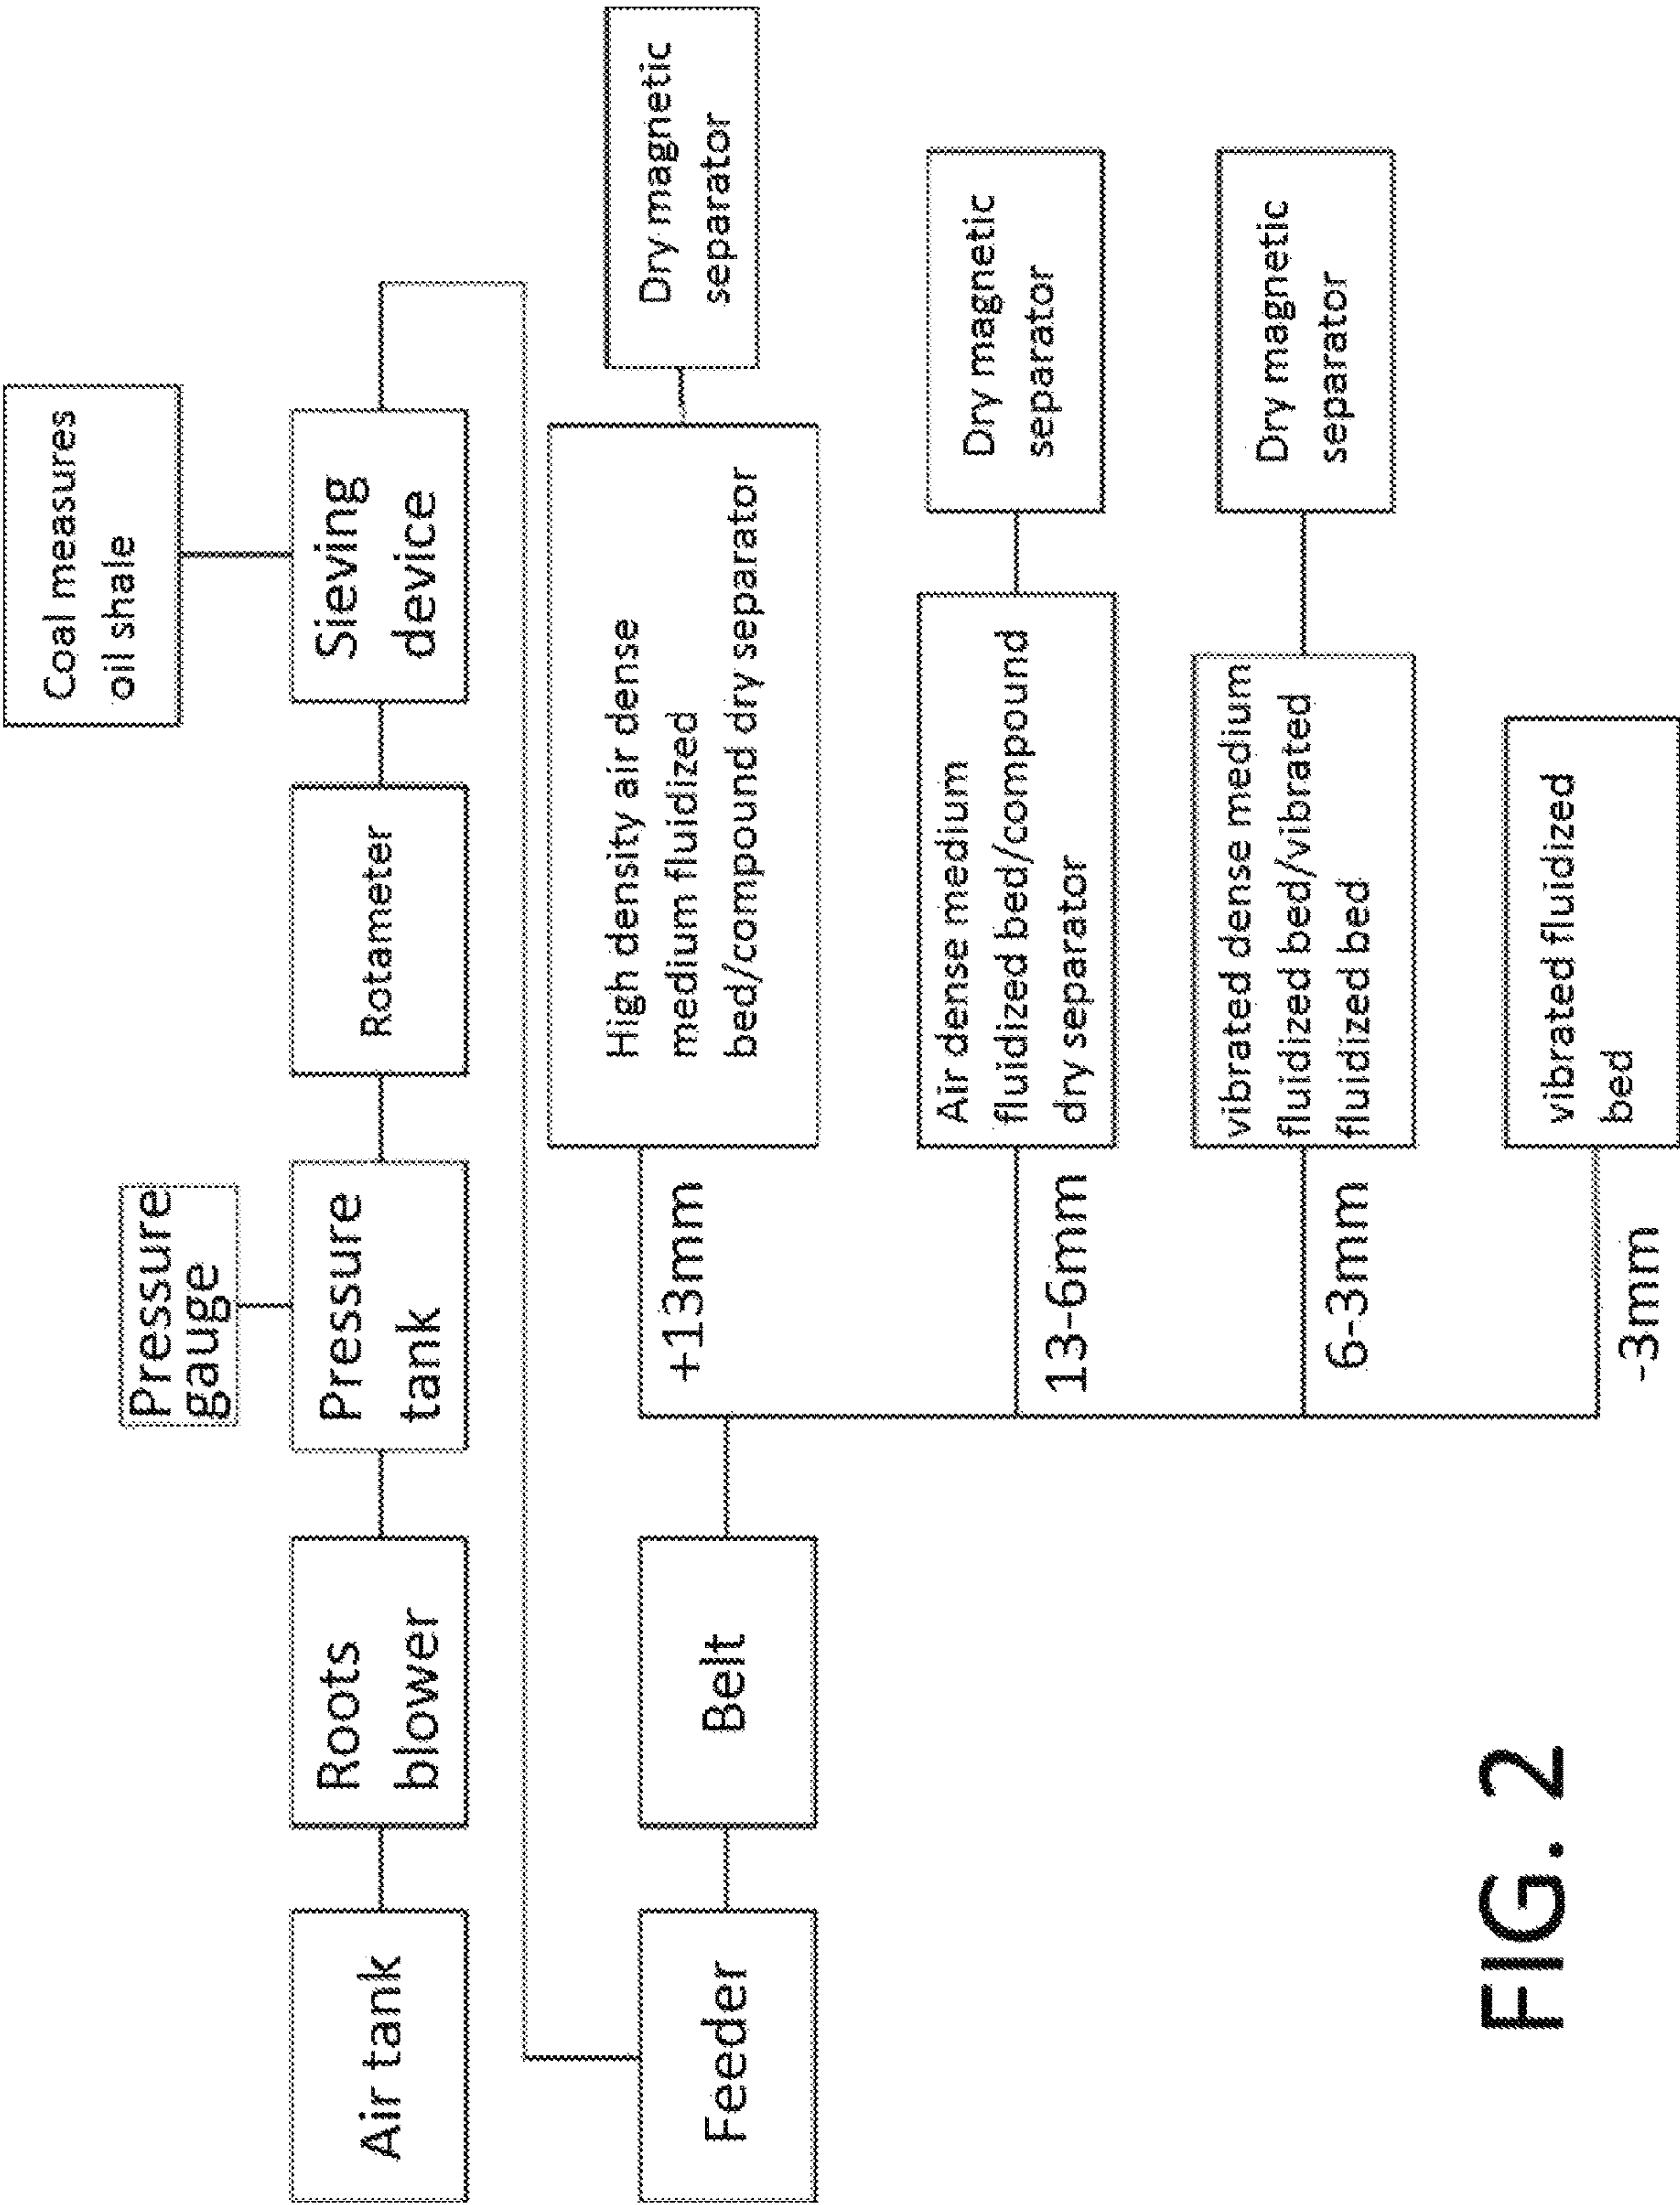 Coal measures
oil shale
Pressure
gauge
Air tank
Roots
blower
Pressure
tank
Rotameter
Sieving
device
Feeder
Belt
+13mm
High density air dense
medium fluidized
bed/compound dry separator
Dry magnetic
separator
13-6mm
Air dense medium
fluidized bed/compound
dry separator
Dry magnetic
separator
6-3mm
vibrated dense medium
fluidized bed/vibrated
fluidized bed
Dry magnetic
separator
-3mm
vibrated fluidized
bed
FIG. 2